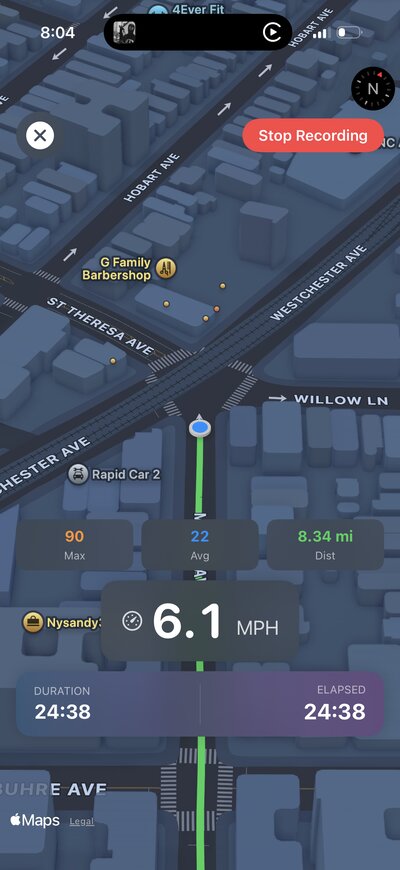 4Ever Fit
8:04
HOBART AVE
N
Stop Recording
NC
HOBART AVE
G Family
Barbershop
WESTCHESTER AVE
ST THERESA AVE
WILLOW LN
CHESTER AVE
Rapid Car 2
90
Max
22
Avg
8.34 mi
Dist
6.1 MPH
Nysandy3
DURATION
24:38
ELAPSED
24:38
BUHRE AVE
Maps
Legal